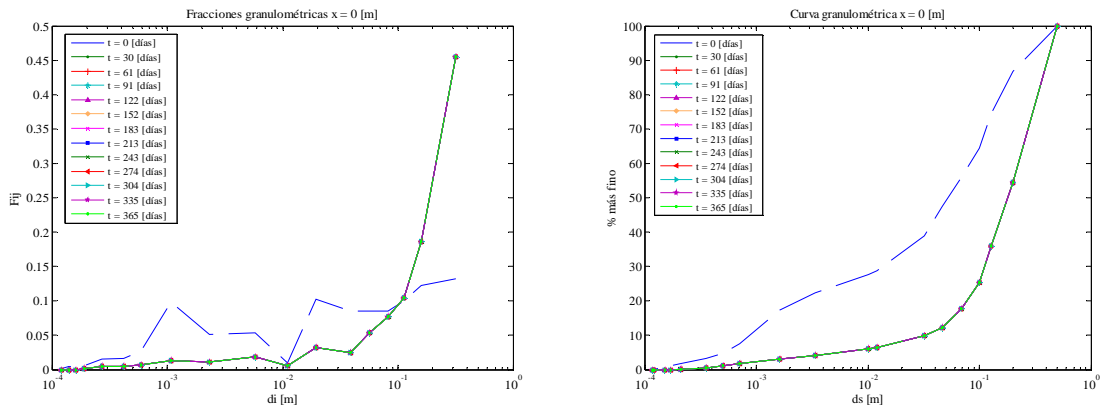 Fracciones granulométricas x = 0 [m]
0.5
0.45
0.4
0.35
0.3
0.25
0.2
0.15
0.1
0.05
0
Fij
t = 0 [días]
t = 30 [días]
t = 61 [días]
t = 91 [días]
t = 122 [días]
t = 152 [días]
t = 183 [días]
t = 213 [días]
t = 243 [días]
t = 274 [días]
t = 304 [días]
t = 335 [días]
t = 365 [días]
10^-4 10^-3 10^-2 10^-1 10^0
di [m]
Curva granulométrica x = 0 [m]
100
90
80
70
60
50
40
30
20
10
0
% más fino
t = 0 [días]
t = 30 [días]
t = 61 [días]
t = 91 [días]
t = 122 [días]
t = 152 [días]
t = 183 [días]
t = 213 [días]
t = 243 [días]
t = 274 [días]
t = 304 [días]
t = 335 [días]
t = 365 [días]
10^-4 10^-3 10^-2 10^-1 10^0
ds [m]